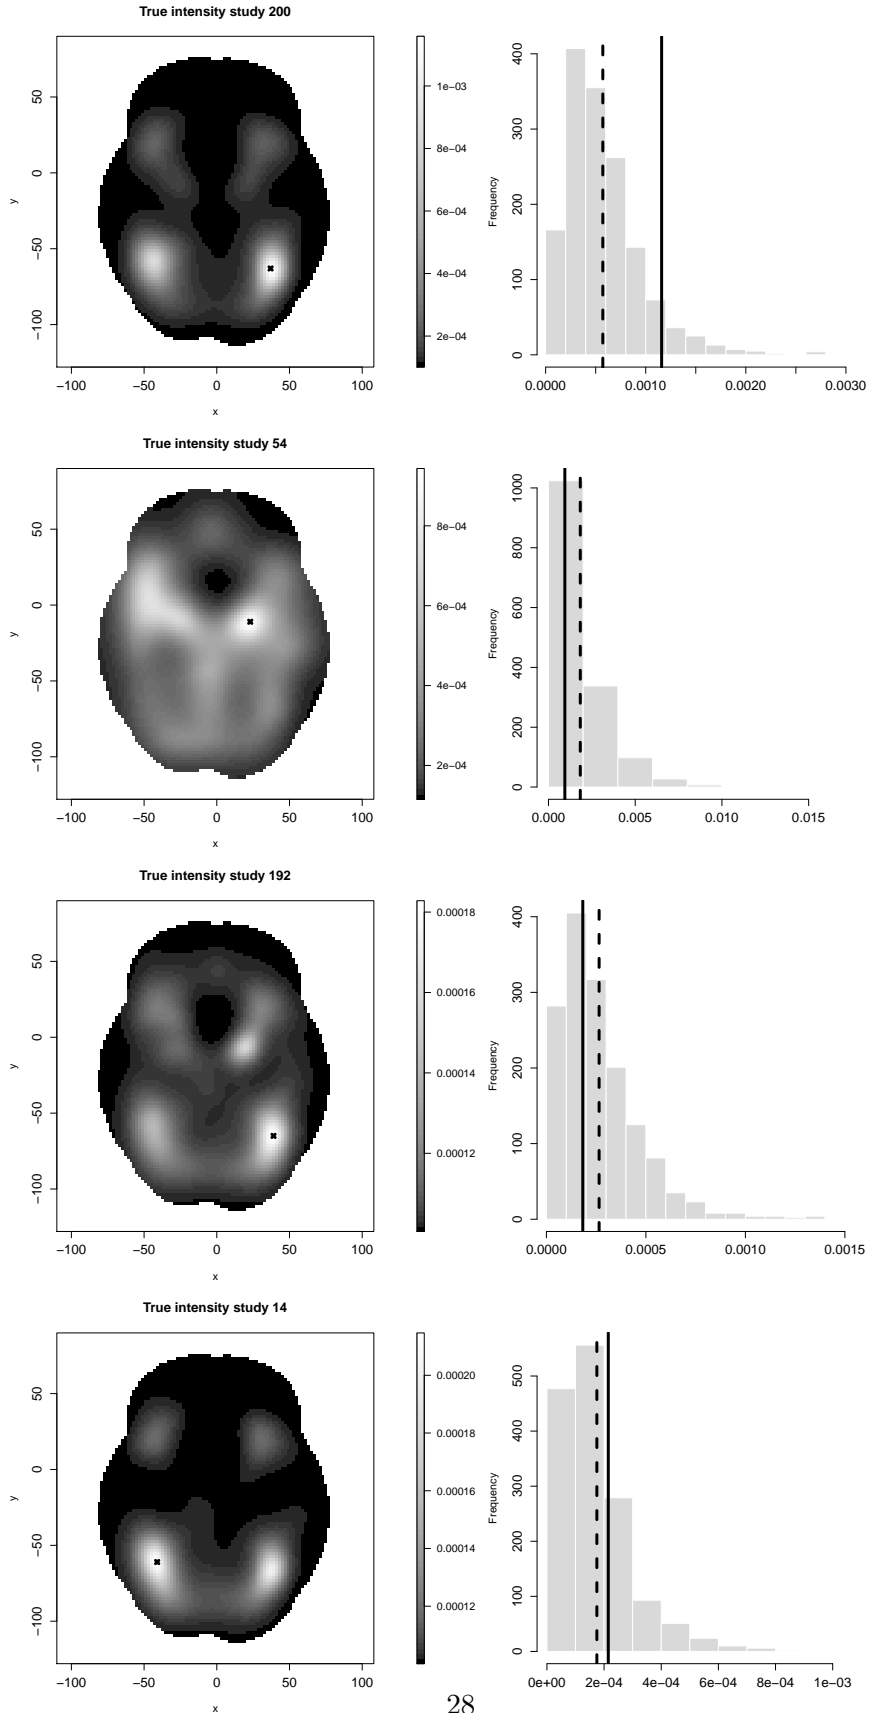 True intensity study 200
50
0
−50
−100
y
−100 −50 0 50 100
x
1e−03
8e−04
6e−04
4e−04
2e−04
Frequency
400
300
200
100
0
0.0000 0.0010 0.0020 0.0030
True intensity study 54
50
0
−50
−100
y
−100 −50 0 50 100
x
8e−04
6e−04
4e−04
2e−04
Frequency
1000
800
600
400
200
0
0.000 0.005 0.010 0.015
True intensity study 192
50
0
−50
−100
y
−100 −50 0 50 100
x
0.00018
0.00016
0.00014
0.00012
Frequency
400
300
200
100
0
0.0000 0.0005 0.0010 0.0015
True intensity study 14
50
0
−50
−100
y
−100 −50 0 50 100
x
0.00020
0.00018
0.00016
0.00014
0.00012
Frequency
500
400
300
200
100
0
0e+00 2e−04 4e−04 6e−04 8e−04 1e−03
28